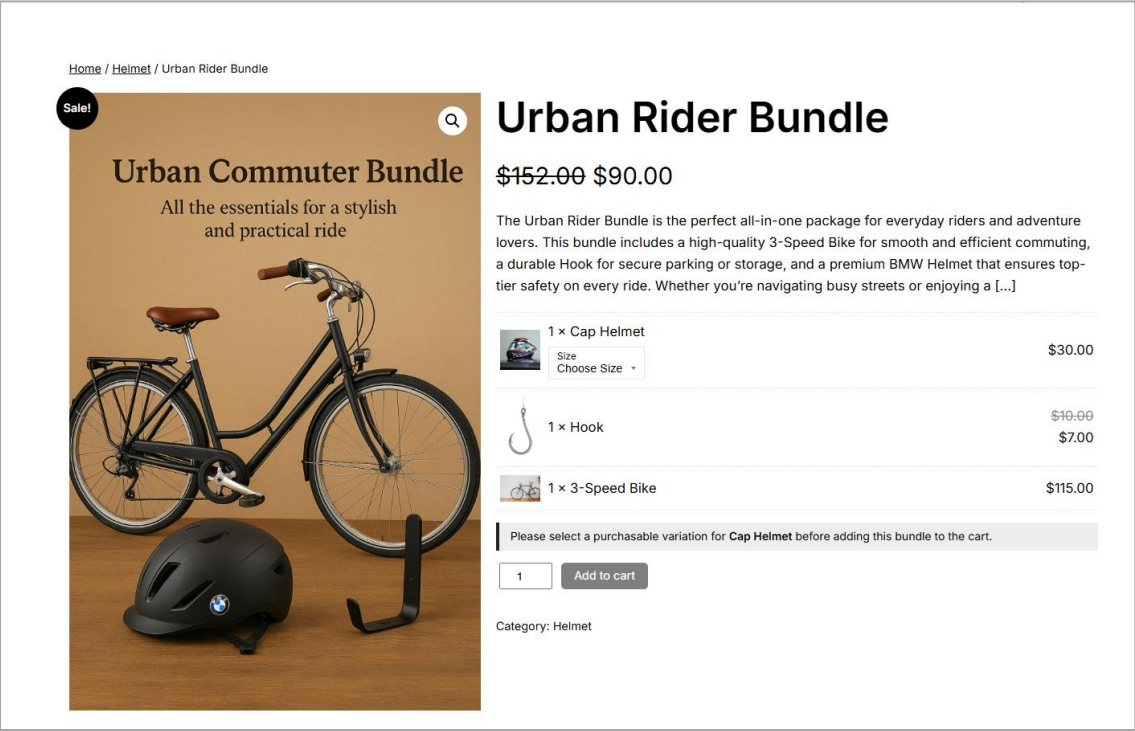 Home / Helmet / Urban Rider Bundle
Sale!
Urban Commuter Bundle
All the essentials for a stylish
and practical ride
Urban Rider Bundle
$152.00 $90.00
The Urban Rider Bundle is the perfect all-in-one package for everyday riders and adventure
lovers. This bundle includes a high-quality 3-Speed Bike for smooth and efficient commuting,
a durable Hook for secure parking or storage, and a premium BMW Helmet that ensures top-
tier safety on every ride. Whether you’re navigating busy streets or enjoying a […]
1 × Cap Helmet
Size
Choose Size
$30.00
1 × Hook
$10.00
$7.00
1 × 3-Speed Bike
$115.00
Please select a purchasable variation for Cap Helmet before adding this bundle to the cart.
1
Add to cart
Category: Helmet